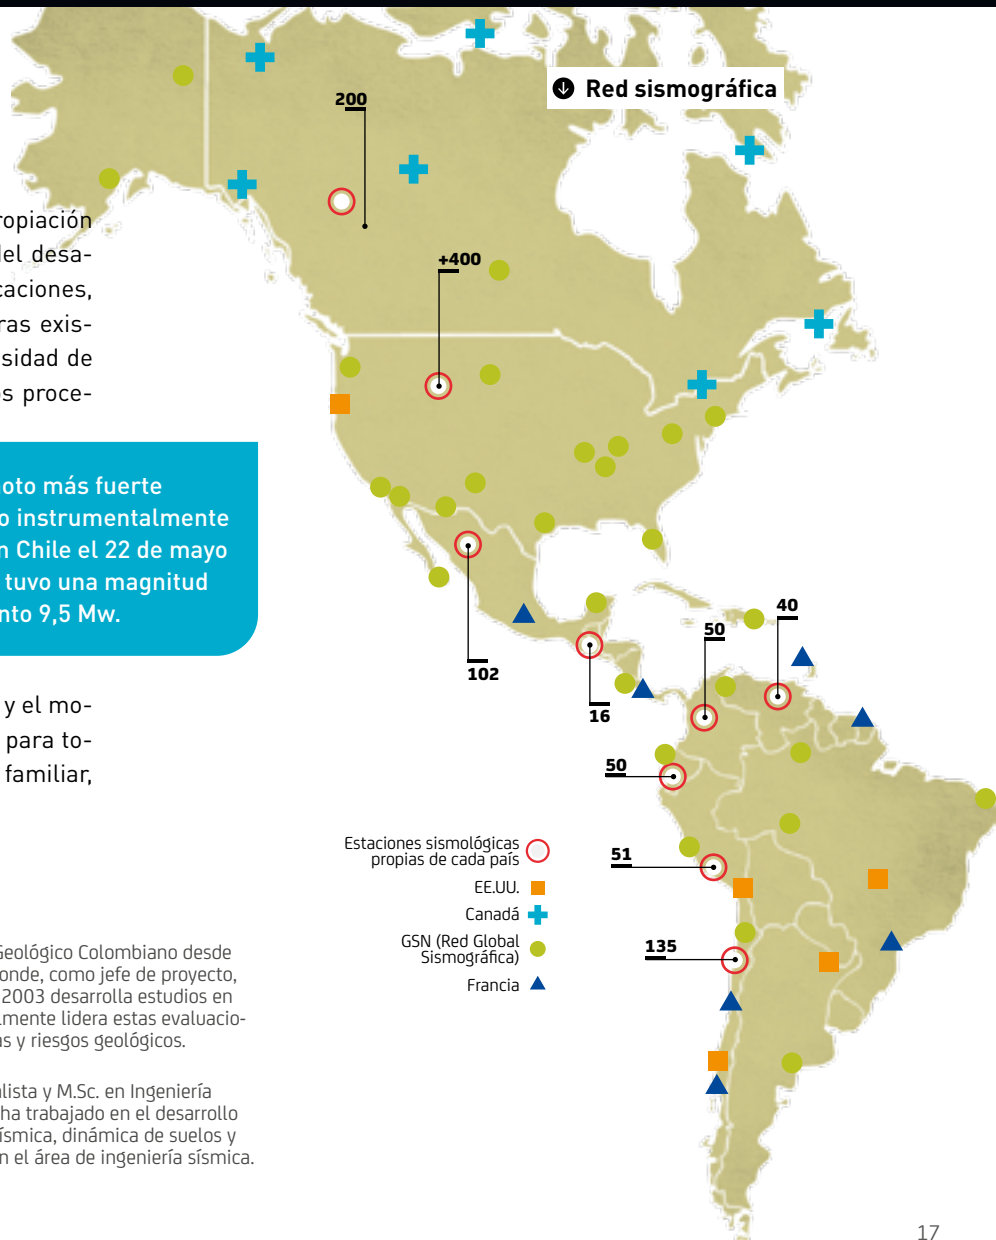 Red sismográfica
200
+400
ropiación
del desa-
caciones,
ras exis-
sidad de
os proce-
noto más fuerte
o instrumentalmente
n Chile el 22 de mayo
tuvo una magnitud
nto 9,5 Mw.
y el mo-
para to-
familiar,
102
16
50
40
50
51
135
Estaciones sismológicas
propias de cada país
EE.UU.
Canadá
GSN (Red Global
Sismográfica)
Francia
Geológico Colombiano desde
onde, como jefe de proyecto,
2003 desarrolla estudios en
lmente lidera estas evaluacio-
as y riesgos geológicos.
alista y M.Sc. en Ingeniería
ha trabajado en el desarrollo
ísmica, dinámica de suelos y
n el área de ingeniería sísmica.
17